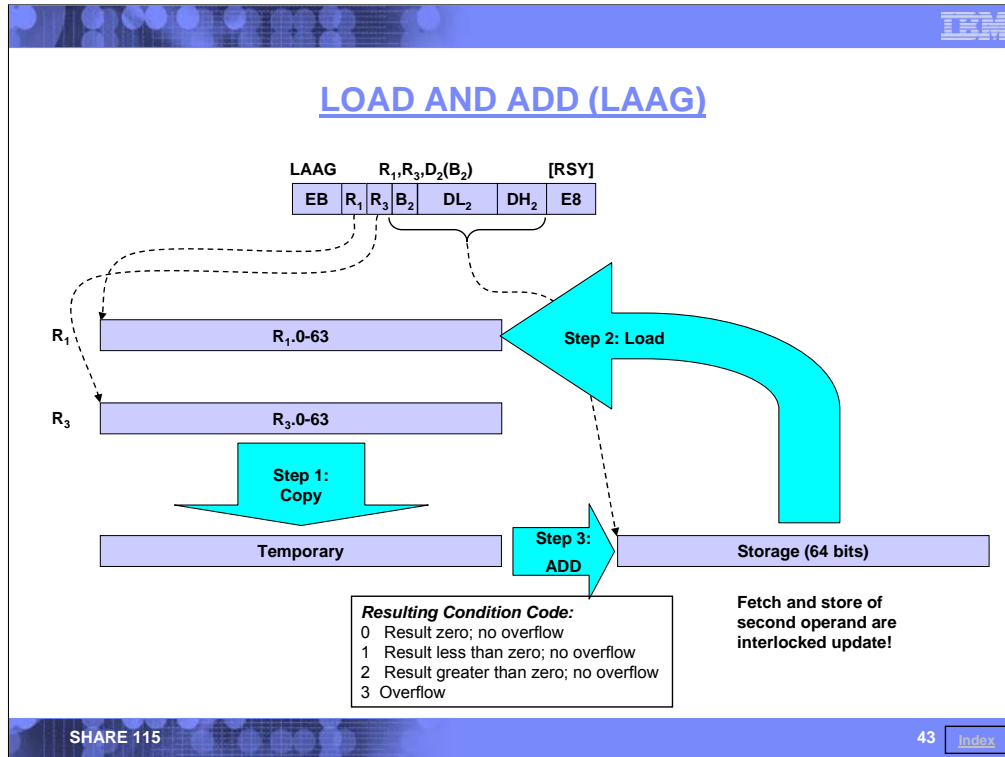 IBM
LOAD AND ADD (LAAG)
LAAG R₁,R₃,D₂(B₂) [RSY]
EB R₁ R₃ B₂ DL₂ DH₂ E8
R₁ R₁.0-63
Step 2: Load
R₃ R₃.0-63
Step 1:
Copy
Temporary
Step 3:
ADD
Storage (64 bits)
Resulting Condition Code:
0 Result zero; no overflow
1 Result less than zero; no overflow
2 Result greater than zero; no overflow
3 Overflow
Fetch and store of
second operand are
interlocked update!
SHARE 115 43 Index